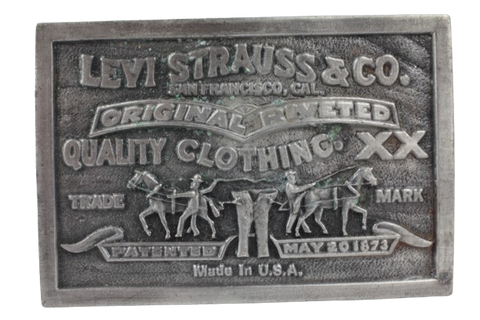 LEVI STRAUSS & CO.
SAN FRANCISCO, CAL.
ORIGINAL RIVETED
QUALITY CLOTHING. XX
TRADE MARK
PATENTED MAY 20 1873
Made in U.S.A.